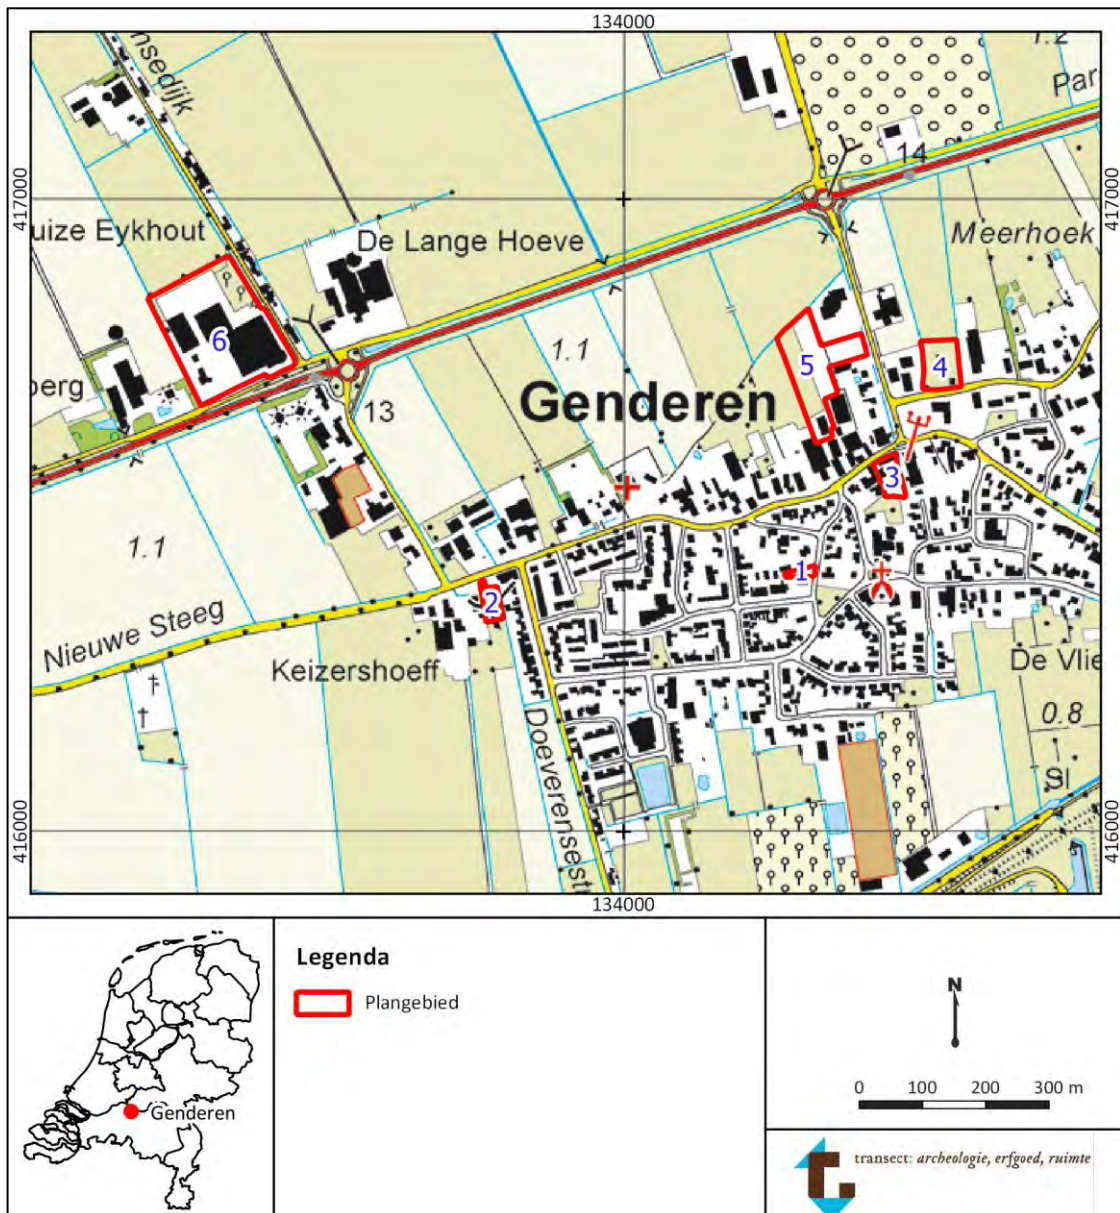 134000
nsedijk
1.2
Par
14
417000
417000
uize Eykhout
De Lange Hoeve
Meerhoek
6
1.1
5
4
berg
Genderen
13
3
1.1
1
2
Nieuwe Steeg
Keizershoeff
De Vlie
Doeverensestr
0.8
Sl
416000
416000
134000
Legenda
Plangebied
Genderen
N
0 100 200 300 m
transect: archeologie, erfgoed, ruimte